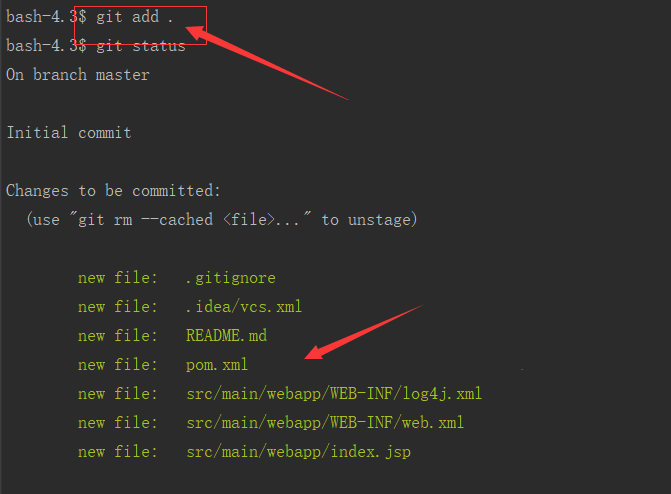 bash-4.3$ git add .
bash-4.3$ git status
On branch master
Initial commit
Changes to be committed:
(use "git rm --cached <file>..." to unstage)
new file: .gitignore
new file: .idea/vcs.xml
new file: README.md
new file: pom.xml
new file: src/main/webapp/WEB-INF/log4j.xml
new file: src/main/webapp/WEB-INF/web.xml
new file: src/main/webapp/index.jsp